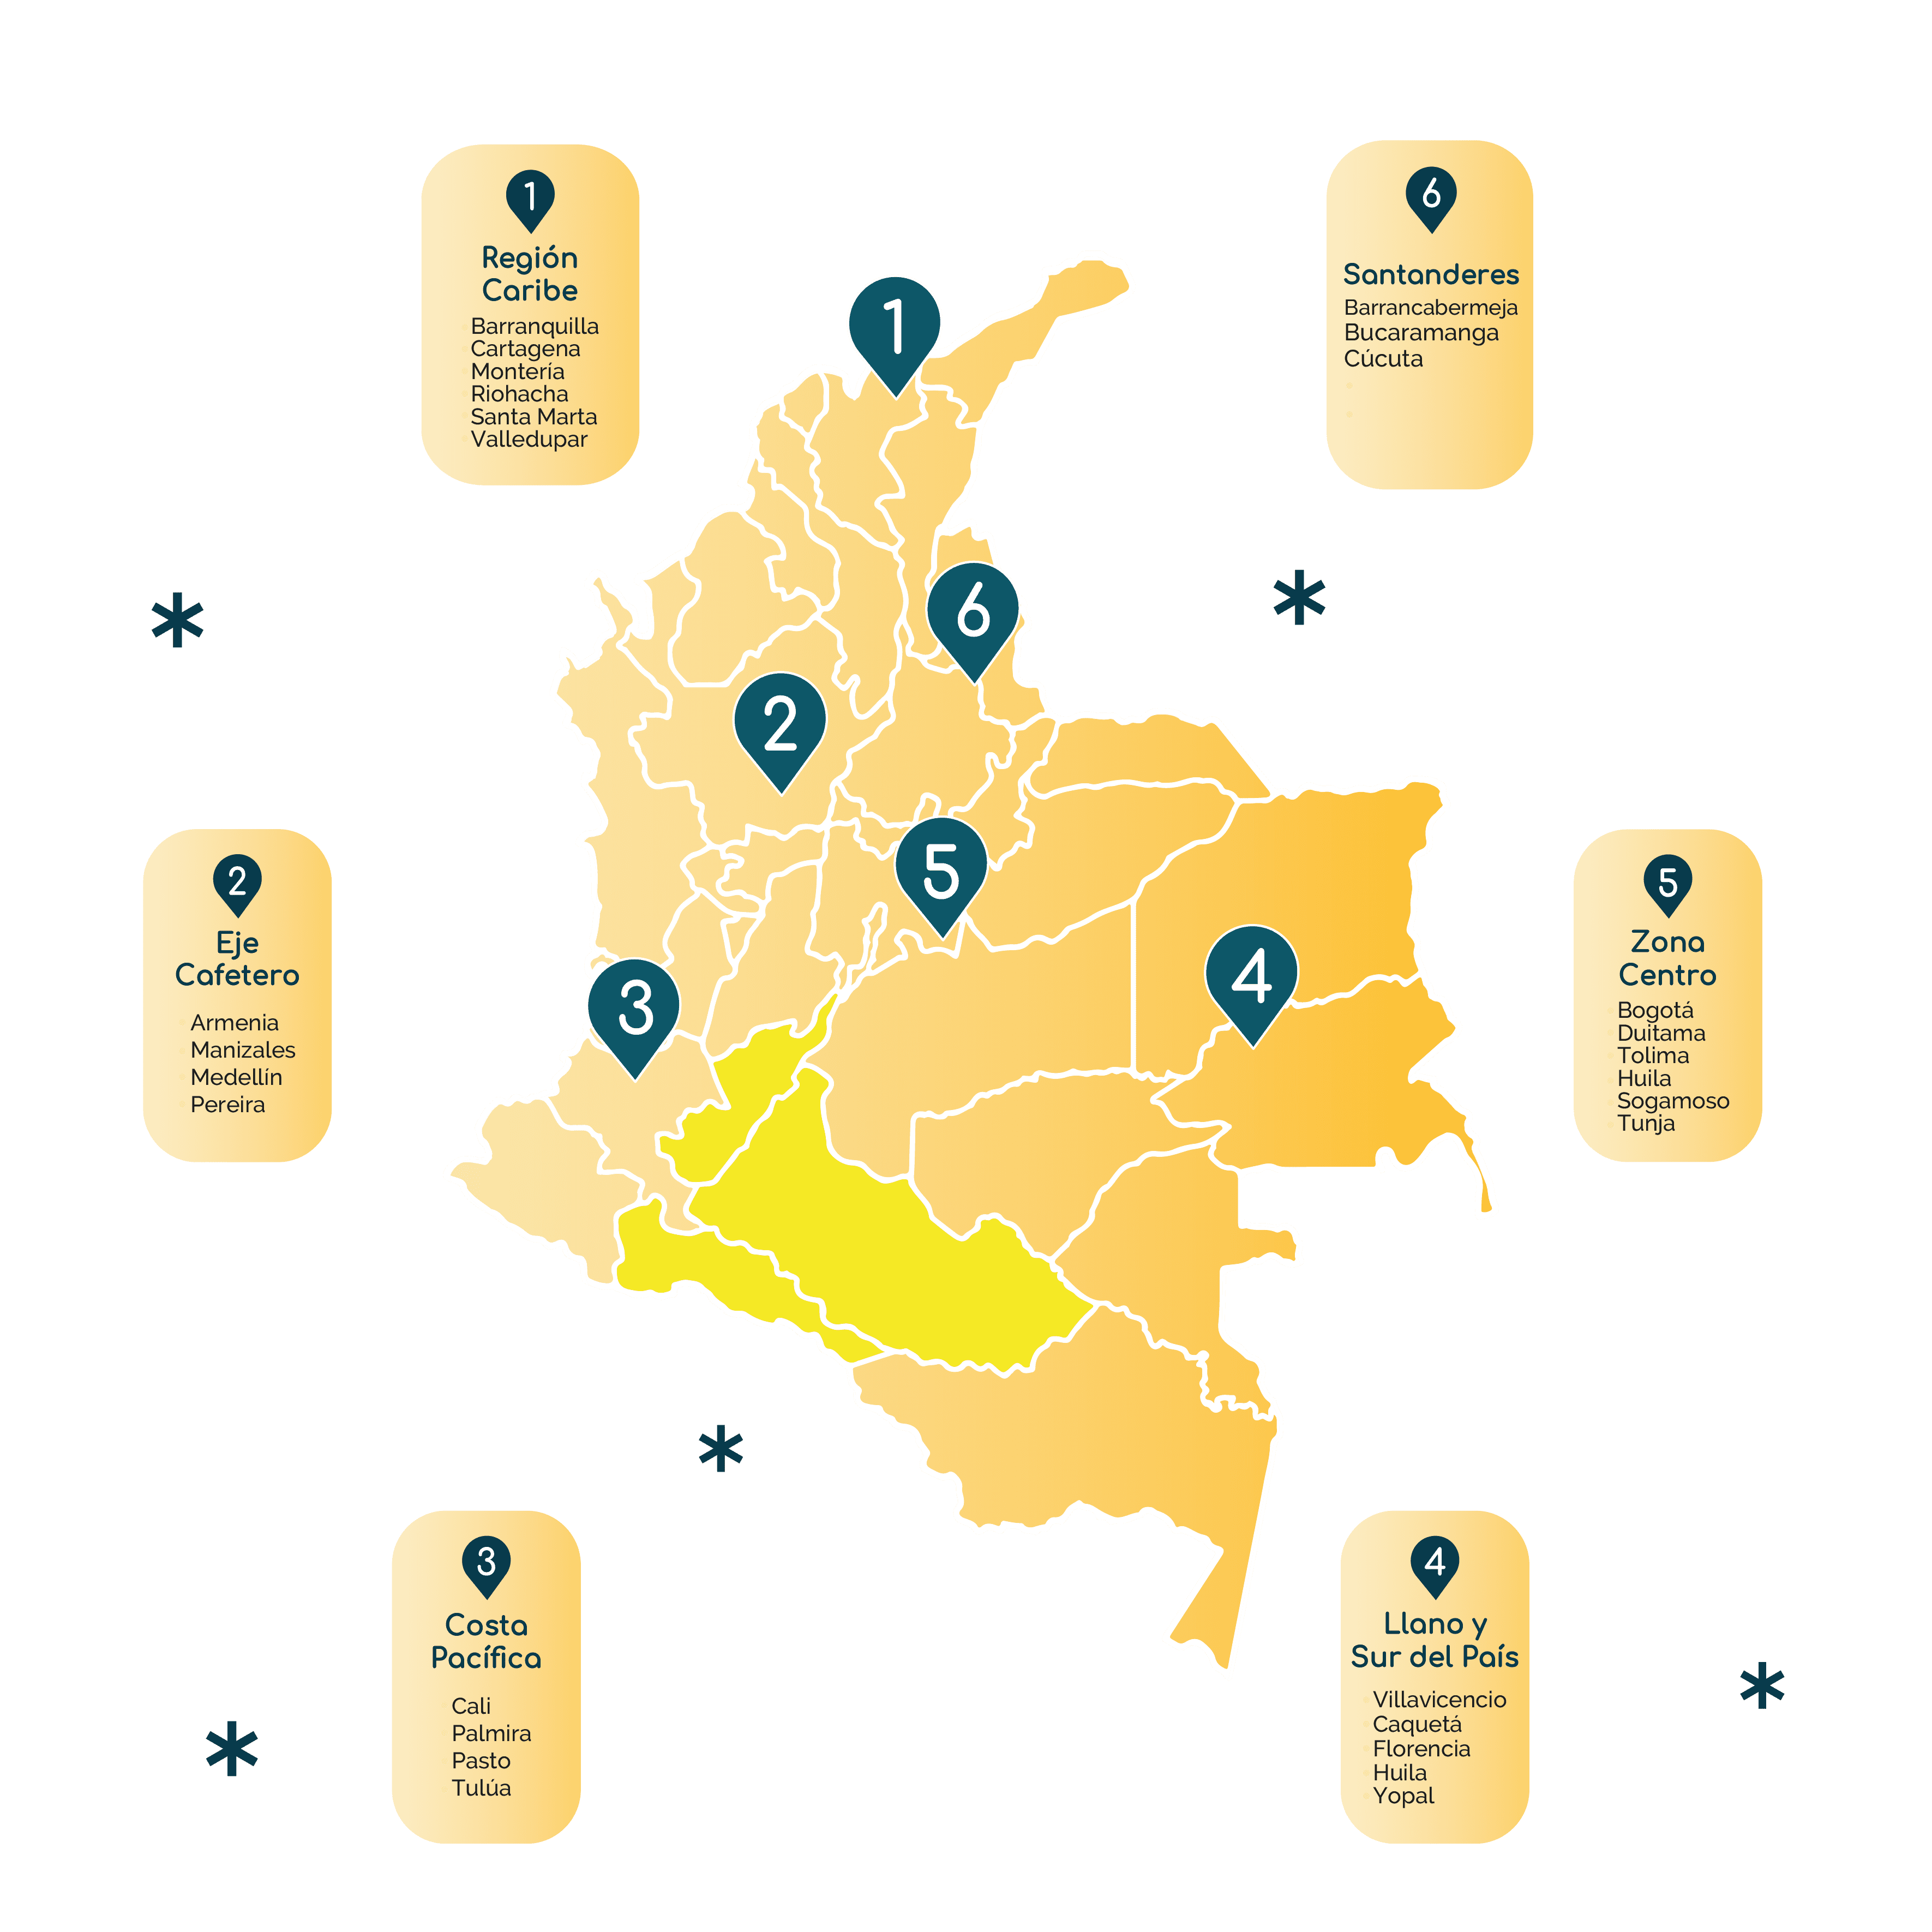 1
Región
Caribe
Barranquilla
Cartagena
Montería
Riohacha
Santa Marta
Valledupar
6
Santanderes
Barrancabermeja
Bucaramanga
Cúcuta
1
6
2
5
3
4
2
Eje
Cafetero
Armenia
Manizales
Medellín
Pereira
5
Zona
Centro
Bogotá
Duitama
Tolima
Huila
Sogamoso
Tunja
3
Costa
Pacífica
Cali
Palmira
Pasto
Tulúa
4
Llano y
Sur del País
Villavicencio
Caquetá
Florencia
Huila
Yopal